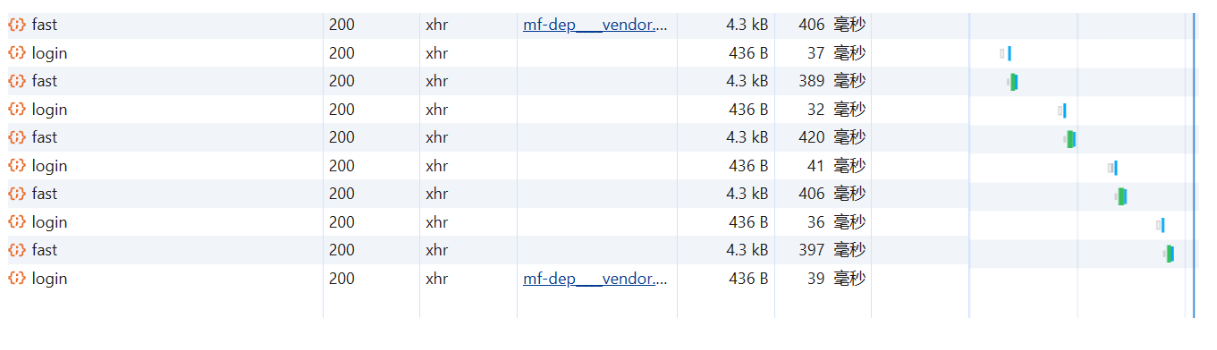 fast 200 xhr mf-dep____vendor.... 4.3 kB 406 毫秒
login 200 xhr 436 B 37 毫秒
fast 200 xhr 4.3 kB 389 毫秒
login 200 xhr 436 B 32 毫秒
fast 200 xhr 4.3 kB 420 毫秒
login 200 xhr 436 B 41 毫秒
fast 200 xhr 4.3 kB 406 毫秒
login 200 xhr 436 B 36 毫秒
fast 200 xhr 4.3 kB 397 毫秒
login 200 xhr mf-dep____vendor.... 436 B 39 毫秒